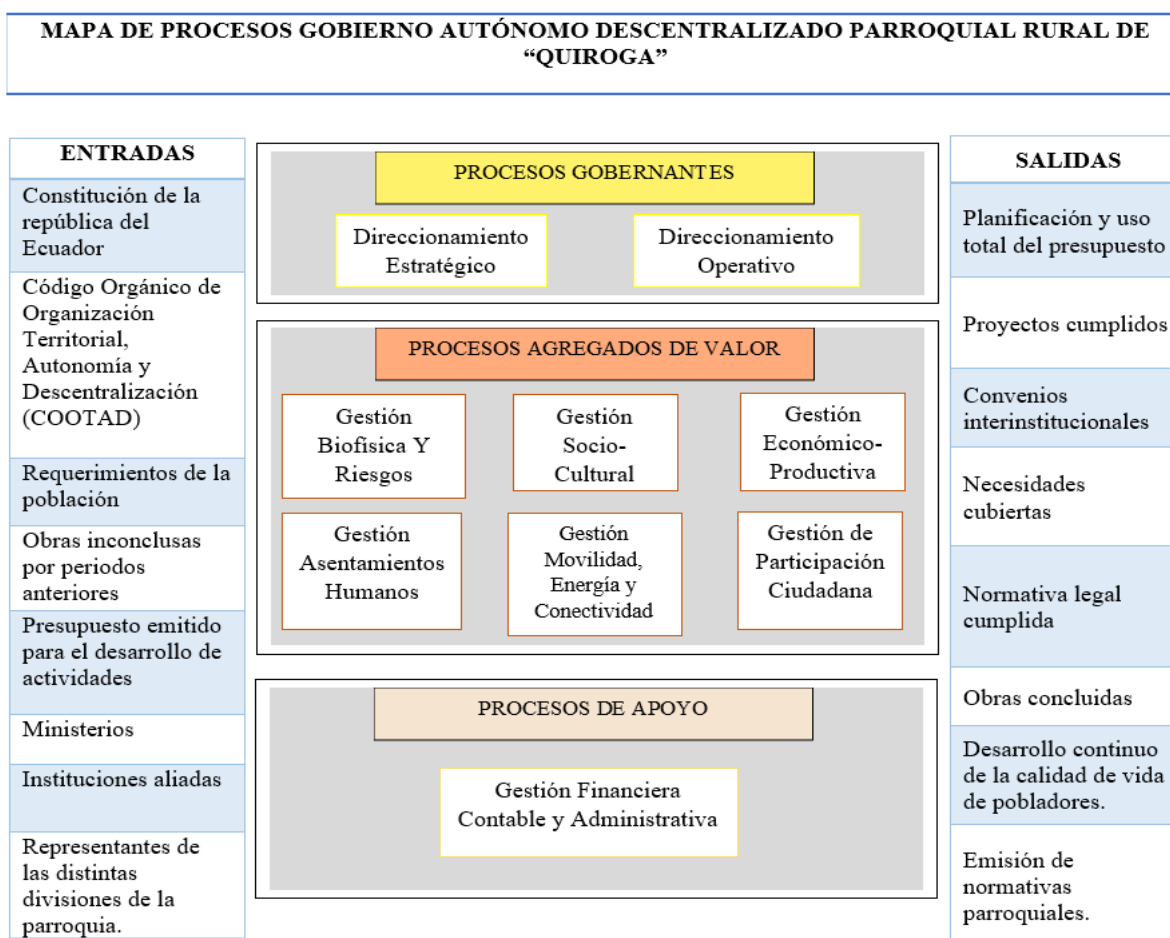 MAPA DE PROCESOS GOBIERNO AUTÓNOMO DESCENTRALIZADO PARROQUIAL RURAL DE
“QUIROGA”
ENTRADAS
Constitución de la
república del
Ecuador
Código Orgánico de
Organización
Territorial,
Autonomía y
Descentralización
(COOTAD)
Requerimientos de la
población
Obras inconclusas
por periodos
anteriores
Presupuesto emitido
para el desarrollo de
actividades
Ministerios
Instituciones aliadas
Representantes de
las distintas
divisiones de la
parroquia.
PROCESOS GOBERNANTES
Direccionamiento
Estratégico
Direccionamiento
Operativo
PROCESOS AGREGADOS DE VALOR
Gestión
Biofísica Y
Riesgos
Gestión
Socio-
Cultural
Gestión
Económico-
Productiva
Gestión
Asentamientos
Humanos
Gestión
Movilidad,
Energía y
Conectividad
Gestión de
Participación
Ciudadana
PROCESOS DE APOYO
Gestión Financiera
Contable y Administrativa
SALIDAS
Planificación y uso
total del presupuesto
Proyectos cumplidos
Convenios
interinstitucionales
Necesidades
cubiertas
Normativa legal
cumplida
Obras concluidas
Desarrollo continuo
de la calidad de vida
de pobladores.
Emisión de
normativas
parroquiales.